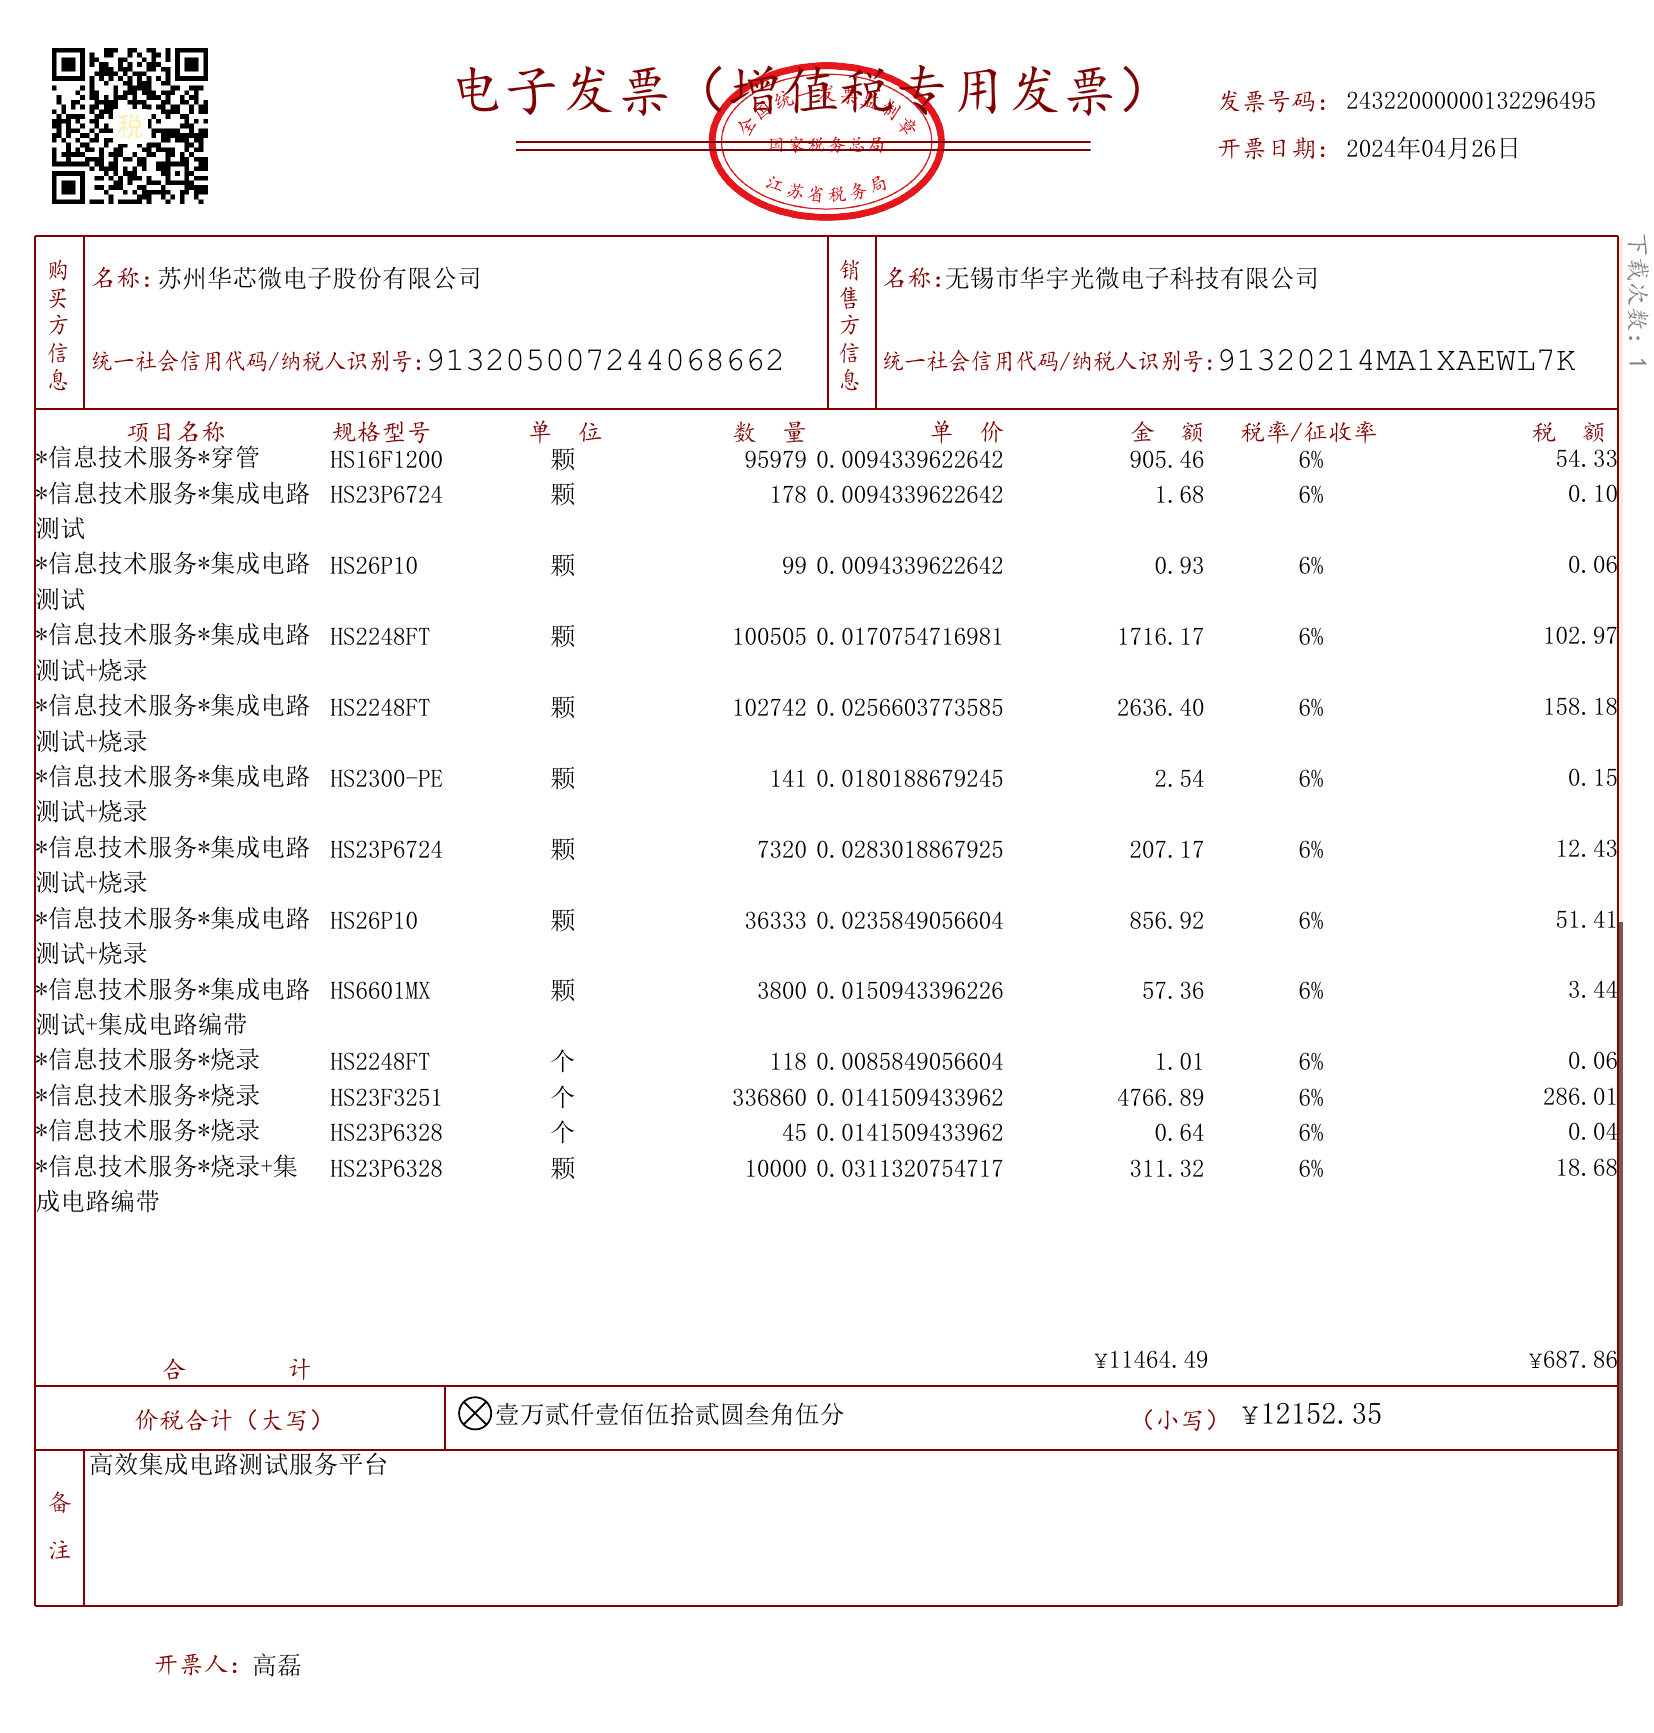 电子发票（增值税专用发票）
全国统一发票监制章
国家税务总局
江苏省税务局
税
发票号码：24322000000132296495
开票日期：2024年04月26日
下载次数：1
购买方信息
名称：苏州华芯微电子股份有限公司
统一社会信用代码/纳税人识别号：913205007244068662
销售方信息
名称：无锡市华宇光微电子科技有限公司
统一社会信用代码/纳税人识别号：91320214MA1XAEWL7K
项目名称 规格型号 单 位 数 量 单 价 金 额 税率/征收率 税 额
*信息技术服务*穿管 HS16F1200 颗 95979 0.0094339622642 905.46 6% 54.33
*信息技术服务*集成电路 HS23P6724 颗 178 0.0094339622642 1.68 6% 0.10
测试
*信息技术服务*集成电路 HS26P10 颗 99 0.0094339622642 0.93 6% 0.06
测试
*信息技术服务*集成电路 HS2248FT 颗 100505 0.0170754716981 1716.17 6% 102.97
测试+烧录
*信息技术服务*集成电路 HS2248FT 颗 102742 0.0256603773585 2636.40 6% 158.18
测试+烧录
*信息技术服务*集成电路 HS2300-PE 颗 141 0.0180188679245 2.54 6% 0.15
测试+烧录
*信息技术服务*集成电路 HS23P6724 颗 7320 0.0283018867925 207.17 6% 12.43
测试+烧录
*信息技术服务*集成电路 HS26P10 颗 36333 0.0235849056604 856.92 6% 51.41
测试+烧录
*信息技术服务*集成电路 HS6601MX 颗 3800 0.0150943396226 57.36 6% 3.44
测试+集成电路编带
*信息技术服务*烧录 HS2248FT 个 118 0.0085849056604 1.01 6% 0.06
*信息技术服务*烧录 HS23F3251 个 336860 0.0141509433962 4766.89 6% 286.01
*信息技术服务*烧录 HS23P6328 个 45 0.0141509433962 0.64 6% 0.04
*信息技术服务*烧录+集 HS23P6328 颗 10000 0.0311320754717 311.32 6% 18.68
成电路编带
合 计 ¥11464.49 ¥687.86
价税合计（大写） 壹万贰仟壹佰伍拾贰圆叁角伍分 （小写） ¥12152.35
备注
高效集成电路测试服务平台
开票人：高磊